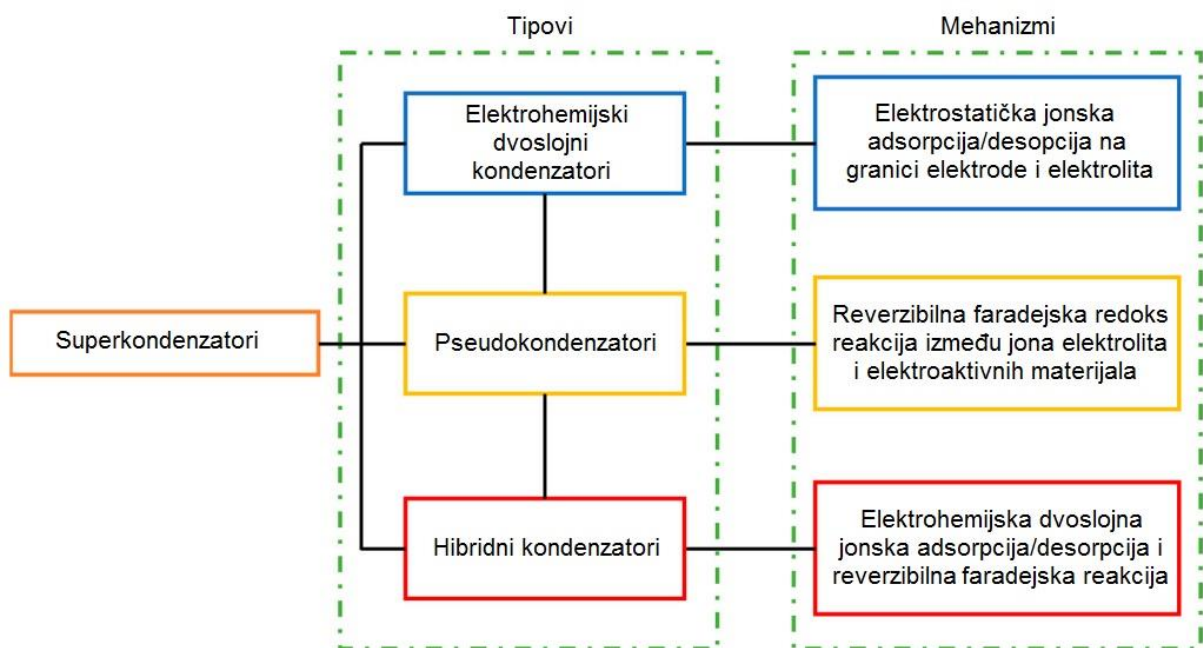 Tipovi
Mehanizmi
Elektrohemijski
dvoslojni
kondenzatori
Elektrostatička jonska
adsorpcija/desopcija na
granici elektrode i elektrolita
Superkondenzatori
Pseudokondenzatori
Reverzibilna faradejska redoks
reakcija između jona elektrolita
i elektroaktivnih materijala
Hibridni kondenzatori
Elektrohemijska dvoslojna
jonska adsorpcija/desorpcija i
reverzibilna faradejska reakcija